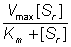 V_max [S_r]
K_m + [S_r]